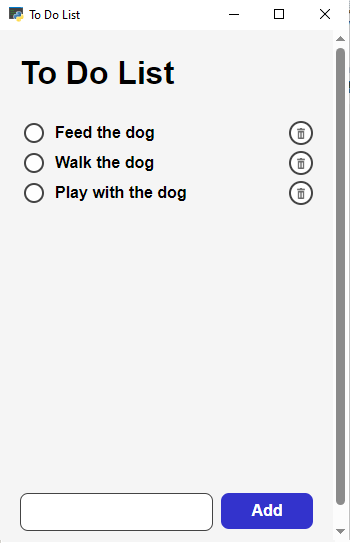 To Do List
To Do List
Feed the dog
Walk the dog
Play with the dog
Add